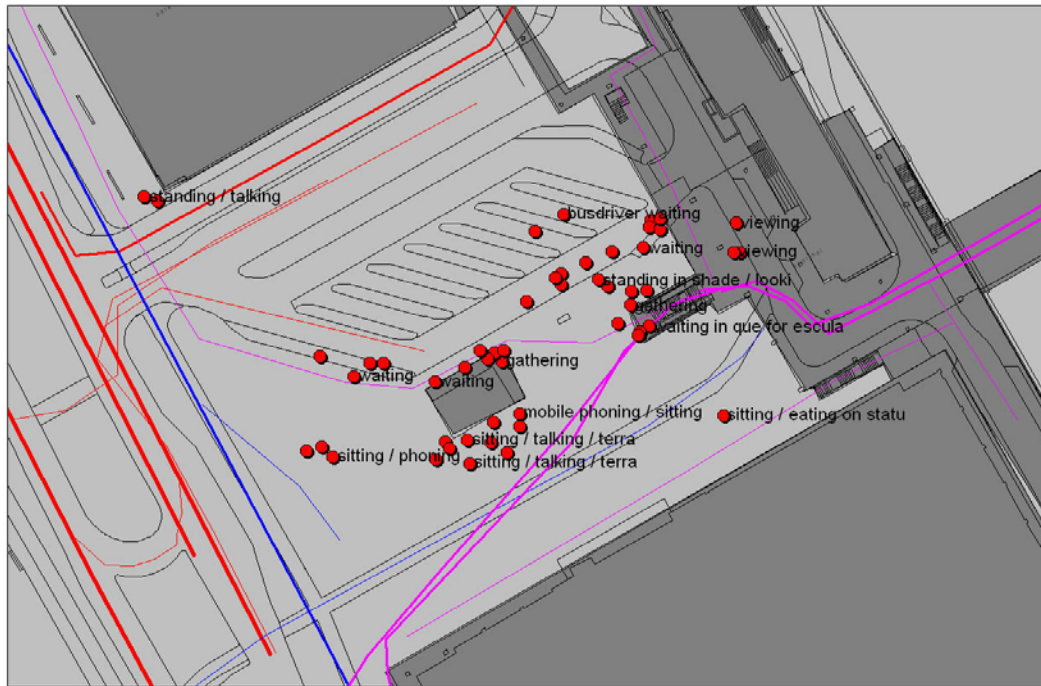 standing / talking
busdriver waiting
viewing
waiting
viewing
standing in shade / looki
gathering
waiting in que for escula
gathering
waiting
waiting
mobile phoning / sitting
sitting / eating on statu
sitting / talking / terra
sitting / phoning
sitting / talking / terra